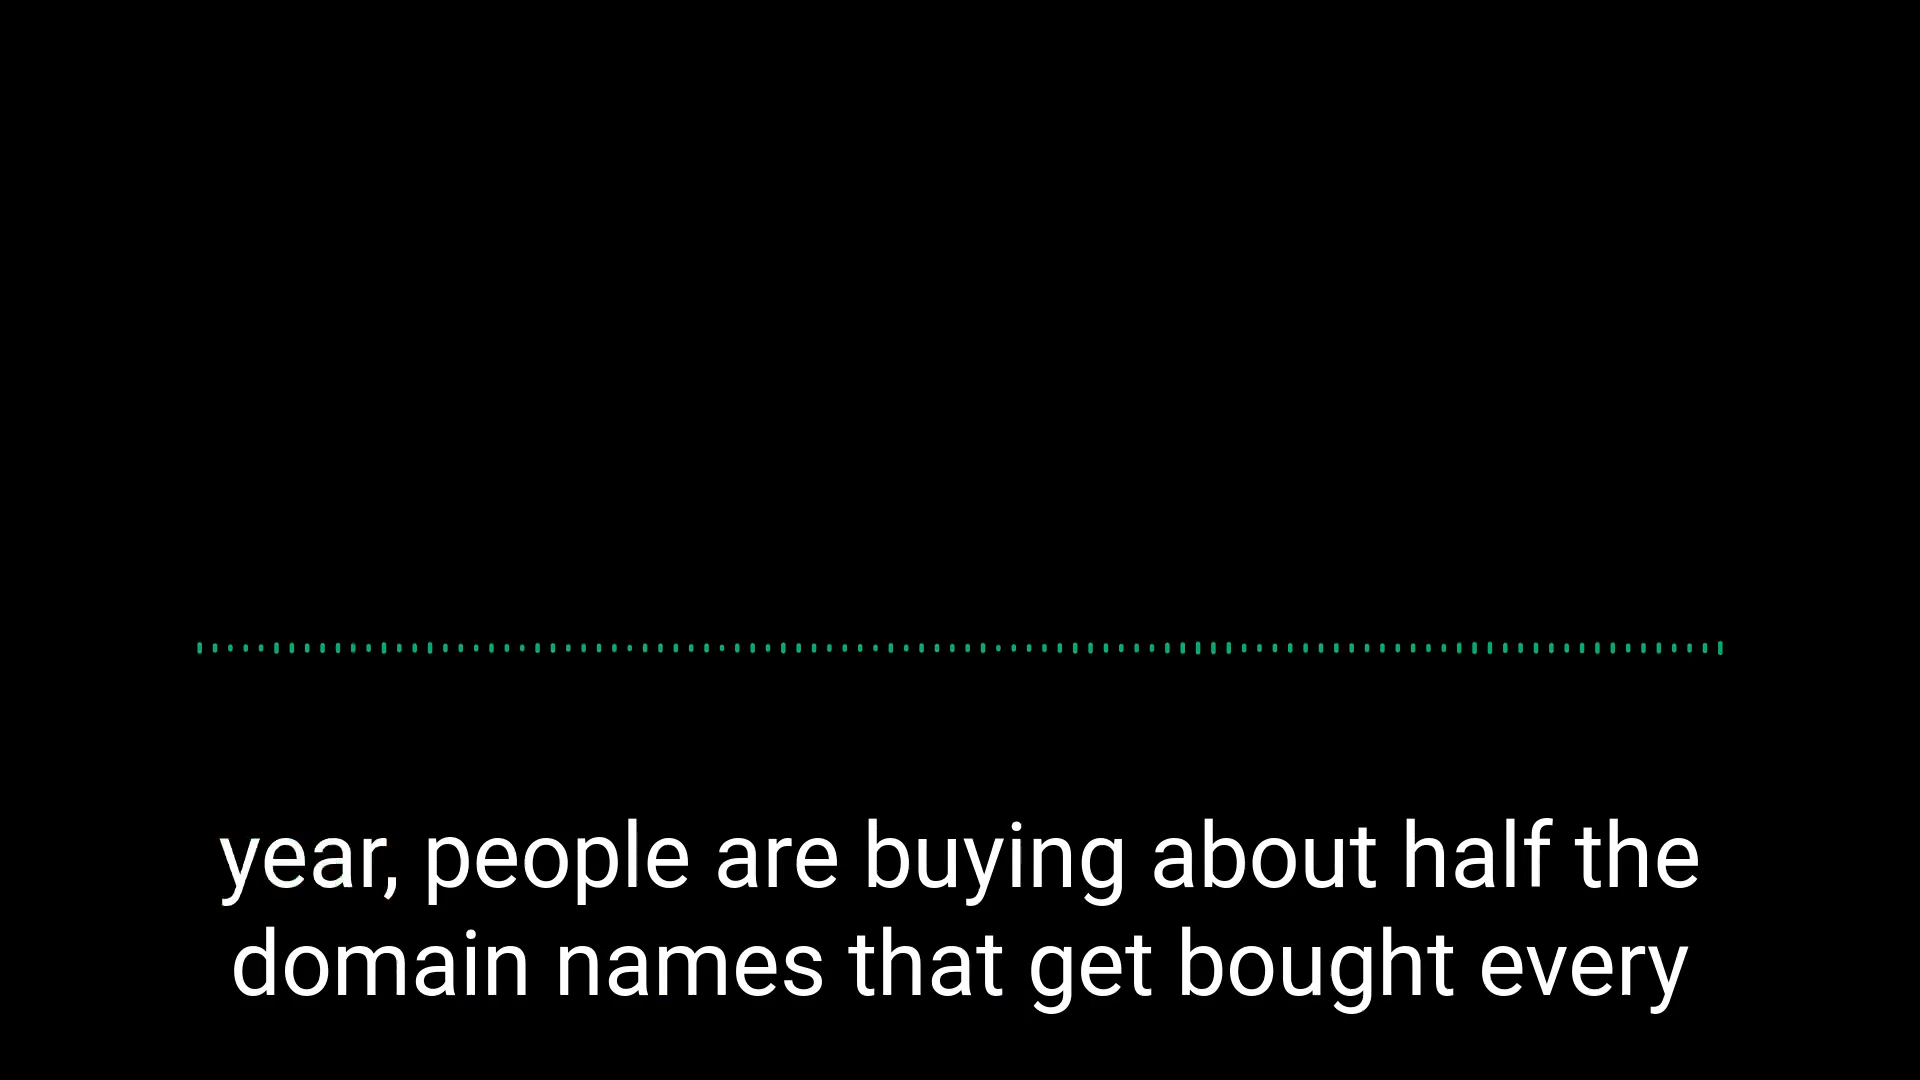 year, people are buying about half the
domain names that get bought every